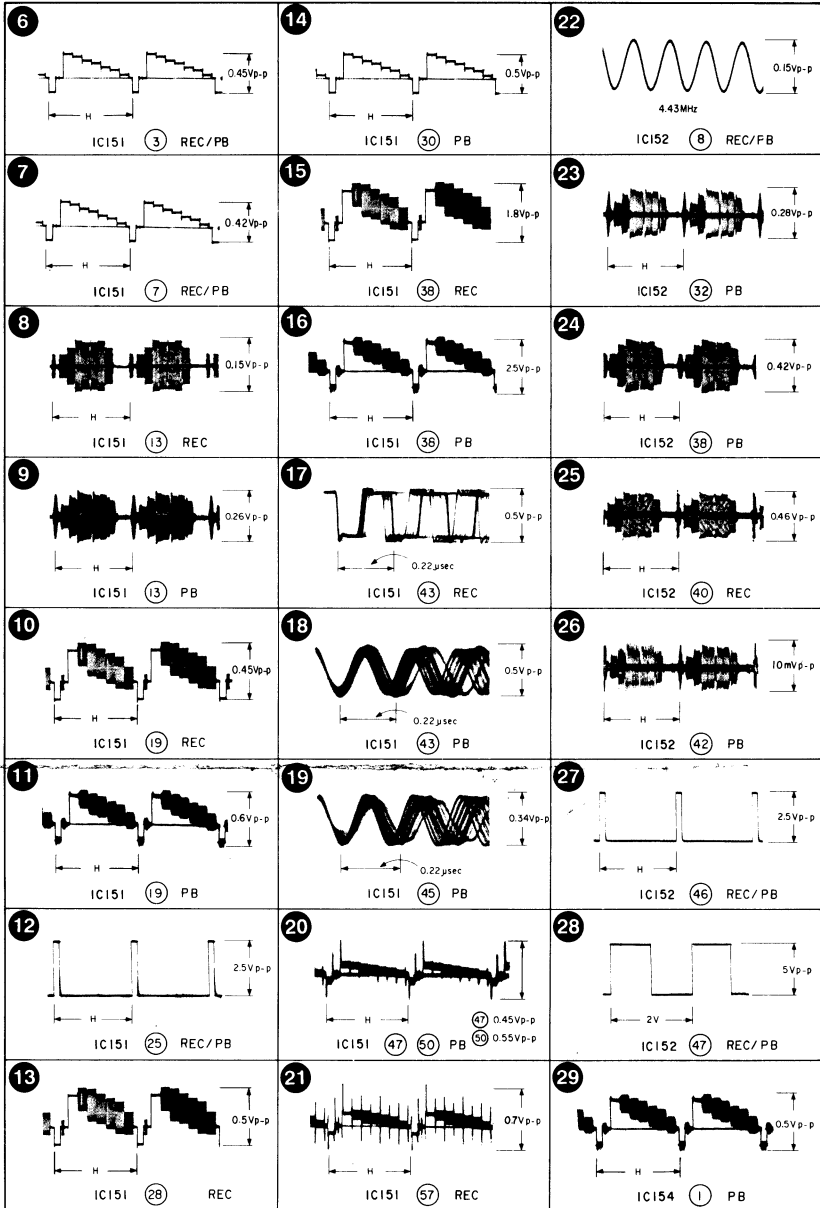 6
0.45Vp-p
H
IC151 3 REC/PB
7
0.42Vp-p
H
IC151 7 REC/PB
8
0.15Vp-p
H
IC151 13 REC
9
0.26Vp-p
H
IC151 13 PB
10
0.45Vp-p
H
IC151 19 REC
11
0.6Vp-p
H
IC151 19 PB
12
2.5Vp-p
H
IC151 25 REC/PB
13
0.5Vp-p
H
IC151 28 REC
14
0.5Vp-p
H
IC151 30 PB
15
1.8Vp-p
H
IC151 38 REC
16
25Vp-p
H
IC151 36 PB
17
0.5Vp-p
0.22µsec
IC151 43 REC
18
0.5Vp-p
0.22µsec
IC151 43 PB
19
0.34Vp-p
0.22µsec
IC151 45 PB
20
H
47 0.45Vp-p
50 0.55Vp-p
IC151 47 50 PB
21
0.7Vp-p
H
IC151 57 REC
22
0.15Vp-p
4.43MHz
IC152 8 REC/PB
23
0.28Vp-p
H
IC152 32 PB
24
0.42Vp-p
H
IC152 38 PB
25
0.46Vp-p
H
IC152 40 REC
26
10mVp-p
H
IC152 42 PB
27
2.5Vp-p
H
IC152 46 REC/PB
28
5Vp-p
2V
IC152 47 REC/PB
29
0.5Vp-p
H
IC154 1 PB